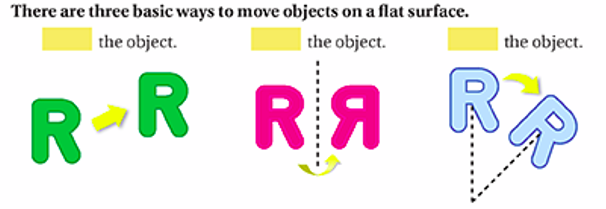 There are three basic ways to move objects on a flat surface.
the object. the object. the object.
R R R Я R R